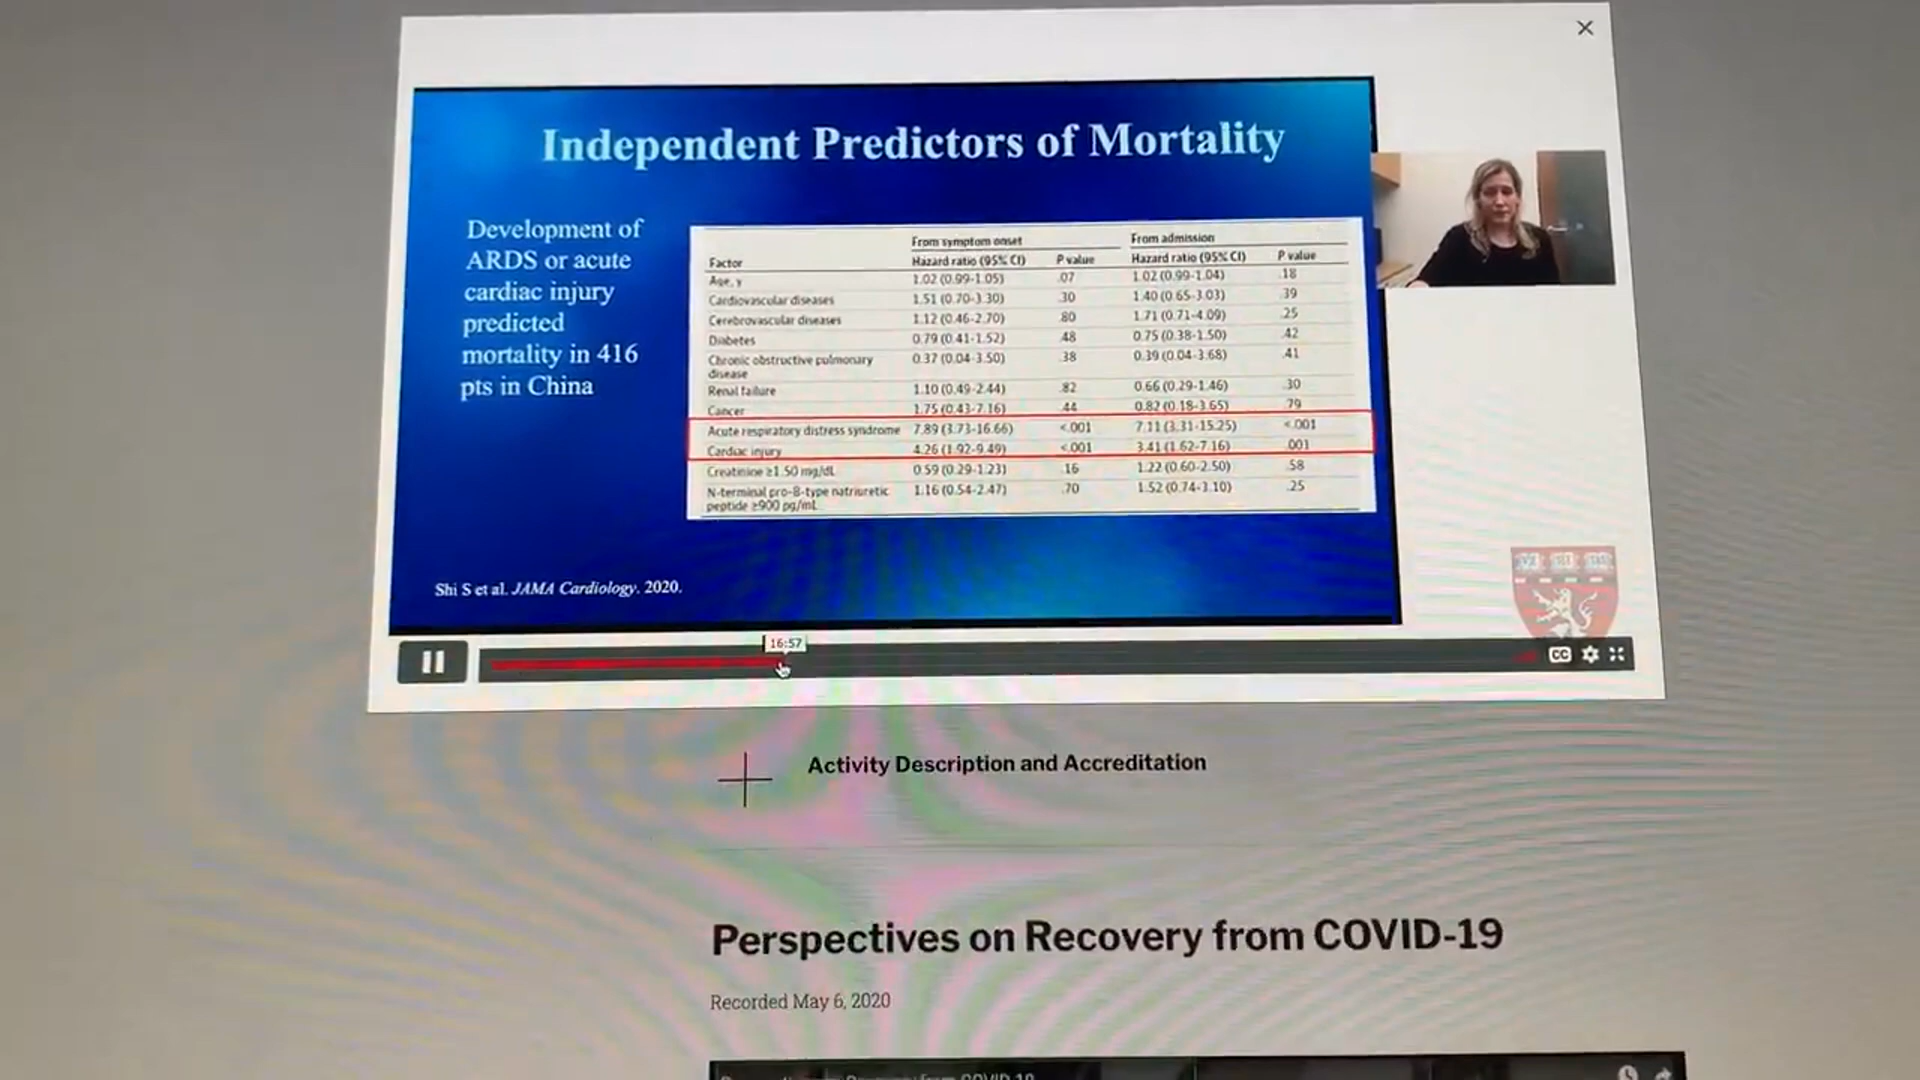 Independent Predictors of Mortality
Development of
ARDS or acute
cardiac injury
predicted
mortality in 416
pts in China
From symptom onset From admission
Factor Hazard ratio (95% CI) P value Hazard ratio (95% CI) P value
Age, y 1.02 (0.99-1.05) .07 1.02 (0.99-1.04) .18
Cardiovascular diseases 1.51 (0.70-3.30) .30 1.40 (0.65-3.03) .39
Cerebrovascular diseases 1.12 (0.46-2.70) .80 1.71 (0.71-4.09) .25
Diabetes 0.79 (0.41-1.52) .48 0.75 (0.38-1.50) .42
Chronic obstructive pulmonary 0.37 (0.04-3.50) .38 0.39 (0.04-3.68) .41
disease
Renal failure 1.10 (0.49-2.44) .82 0.66 (0.29-1.46) .30
Cancer 1.75 (0.43-7.16) .44 0.82 (0.18-3.65) .79
Acute respiratory distress syndrome 7.89 (3.73-16.66) <.001 7.11 (3.31-15.25) <.001
Cardiac injury 4.26 (1.92-9.49) <.001 3.41 (1.62-7.16) .001
Creatinine ≥1.50 mg/dL 0.59 (0.29-1.23) .16 1.22 (0.60-2.50) .58
N-terminal pro-B-type natriuretic 1.16 (0.54-2.47) .70 1.52 (0.74-3.10) .25
peptide ≥900 pg/mL
Shi S et al. JAMA Cardiology. 2020.
16:57
CC
Activity Description and Accreditation
Perspectives on Recovery from COVID-19
Recorded May 6, 2020